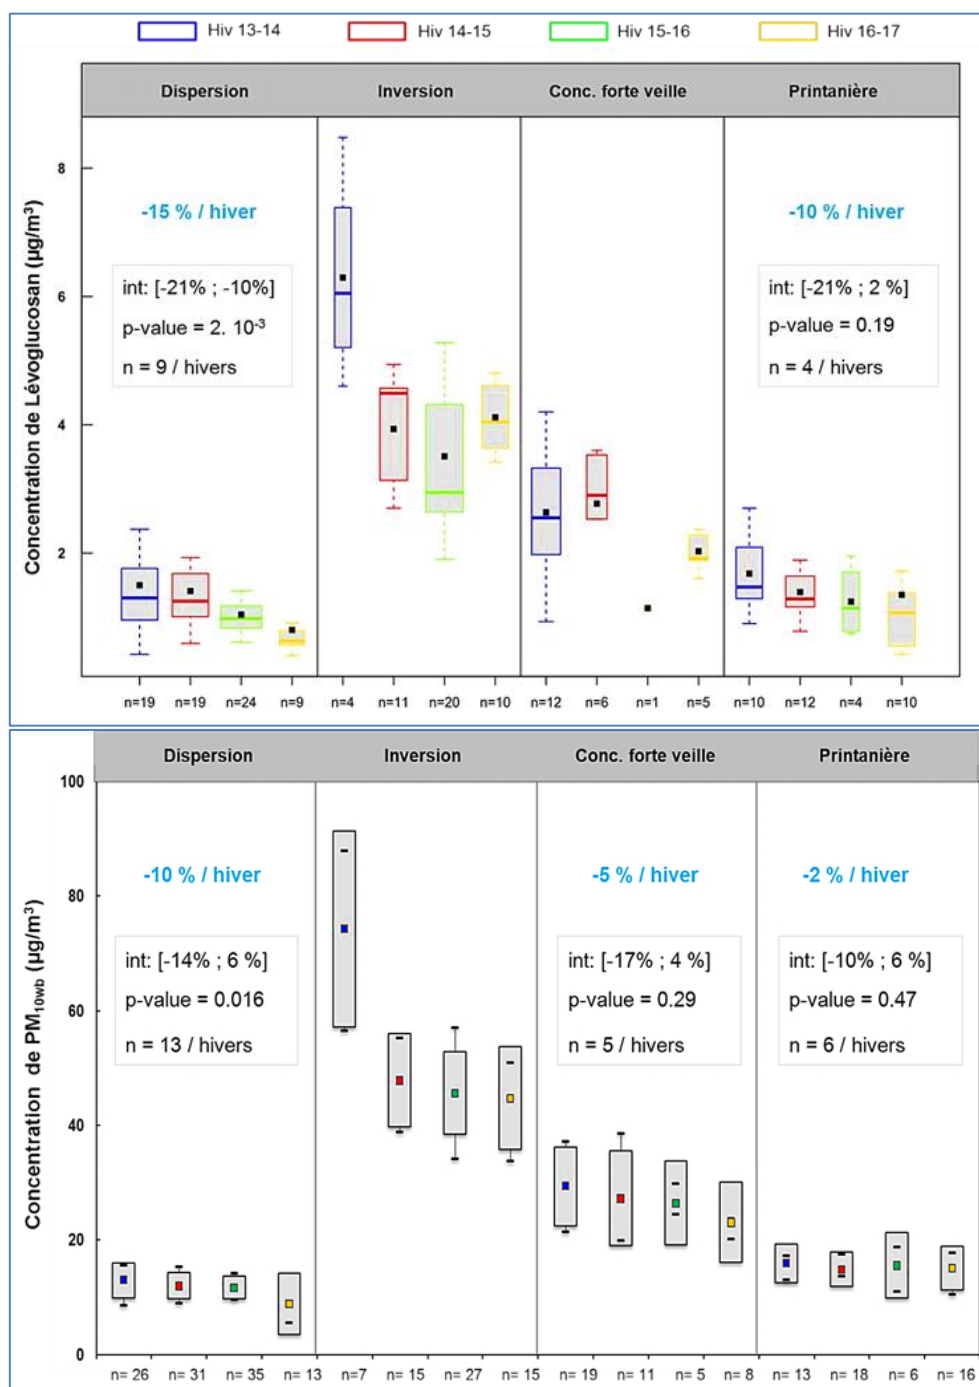 Hiv 13-14 Hiv 14-15 Hiv 15-16 Hiv 16-17
Dispersion Inversion Conc. forte veille Printanière
Concentration de Lévoglucosan (µg/m³)
8
6
4
2
-15 % / hiver
int: [-21% ; -10%]
p-value = 2. 10⁻³
n = 9 / hivers
-10 % / hiver
int: [-21% ; 2 %]
p-value = 0.19
n = 4 / hivers
n=19 n=19 n=24 n=9 n=4 n=11 n=20 n=10 n=12 n=6 n=1 n=5 n=10 n=12 n=4 n=10
Dispersion Inversion Conc. forte veille Printanière
Concentration de PM₁₀wb (µg/m³)
100
80
60
40
20
0
-10 % / hiver
int: [-14% ; 6 %]
p-value = 0.016
n = 13 / hivers
-5 % / hiver
int: [-17% ; 4 %]
p-value = 0.29
n = 5 / hivers
-2 % / hiver
int: [-10% ; 6 %]
p-value = 0.47
n = 6 / hivers
n= 26 n= 31 n= 35 n= 13 n=7 n= 15 n= 27 n= 15 n= 19 n= 11 n= 5 n= 8 n= 13 n= 18 n= 6 n= 16